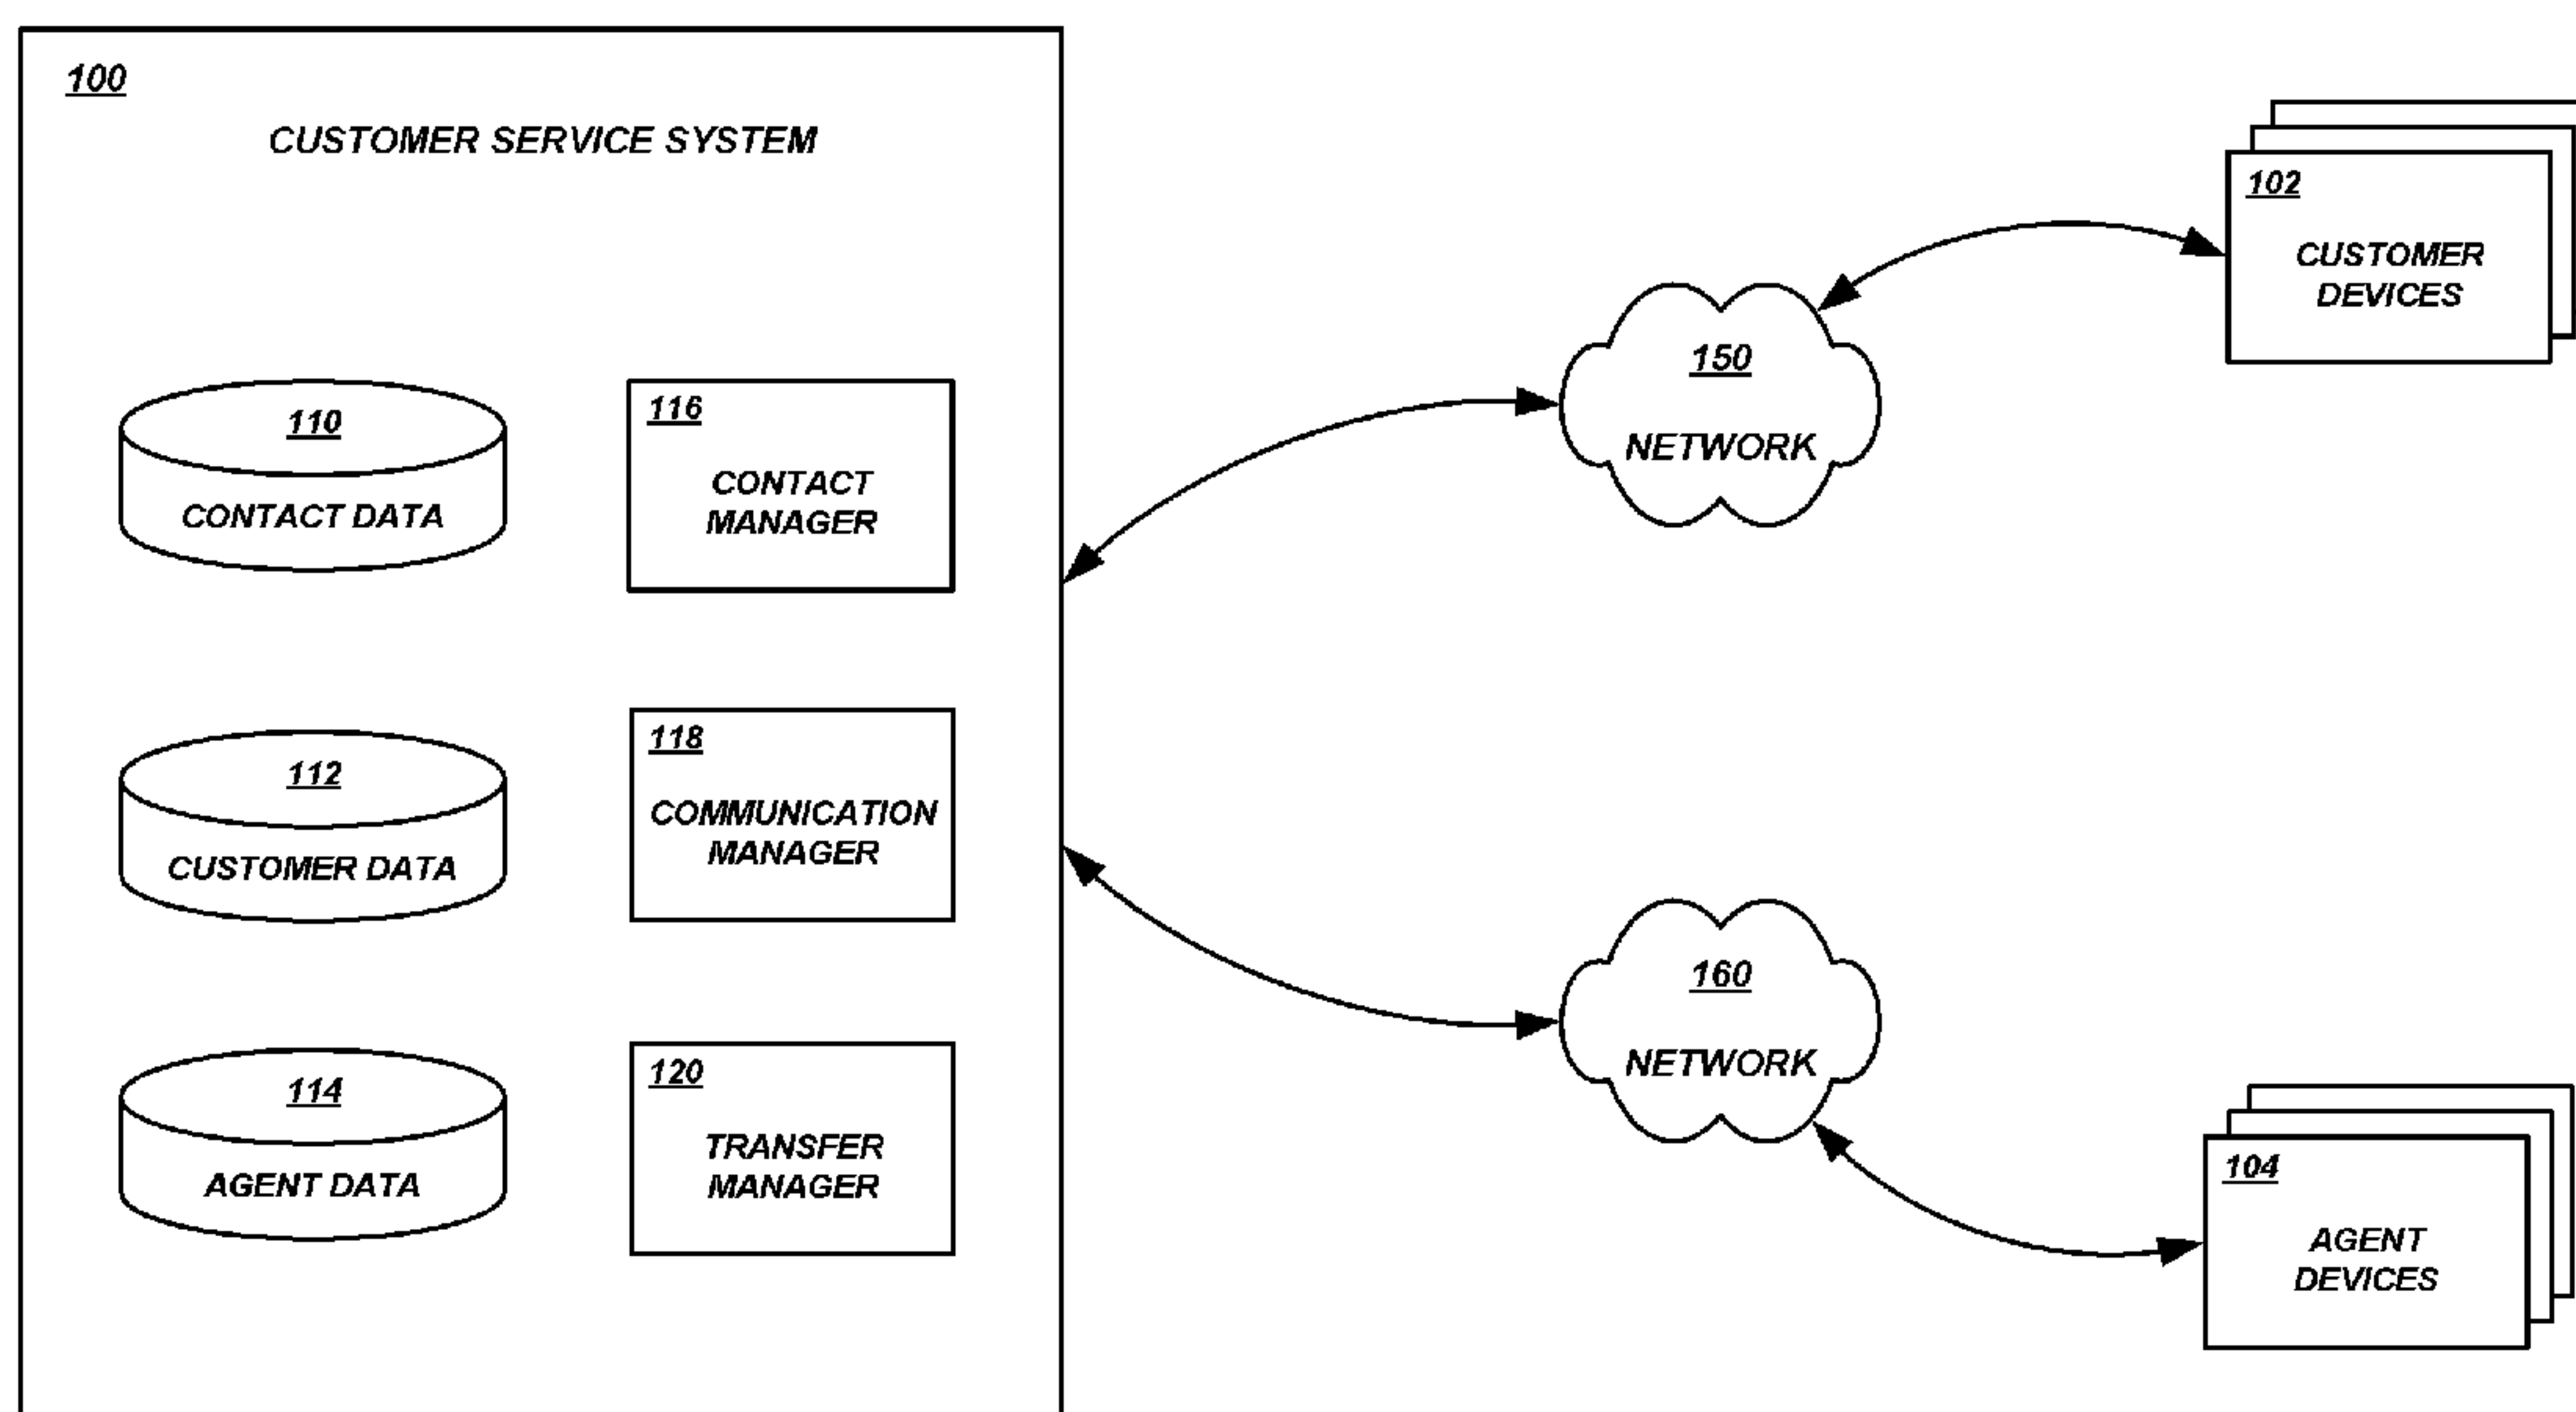 100
CUSTOMER SERVICE SYSTEM
110
CONTACT DATA
116
CONTACT
MANAGER
112
CUSTOMER DATA
118
COMMUNICATION
MANAGER
114
AGENT DATA
120
TRANSFER
MANAGER
150
NETWORK
102
CUSTOMER
DEVICES
160
NETWORK
104
AGENT
DEVICES